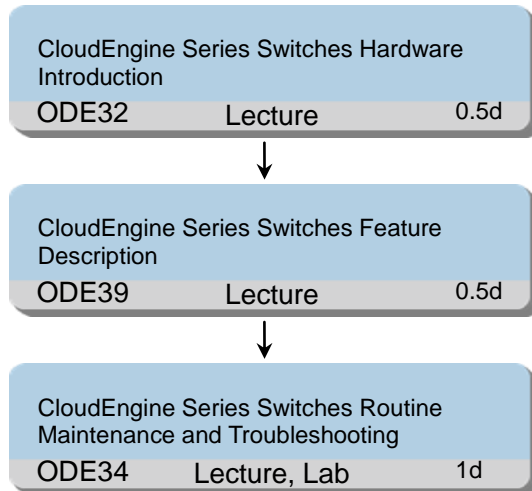 CloudEngine Series Switches Hardware
Introduction
ODE32 Lecture 0.5d
CloudEngine Series Switches Feature
Description
ODE39 Lecture 0.5d
CloudEngine Series Switches Routine
Maintenance and Troubleshooting
ODE34 Lecture, Lab 1d